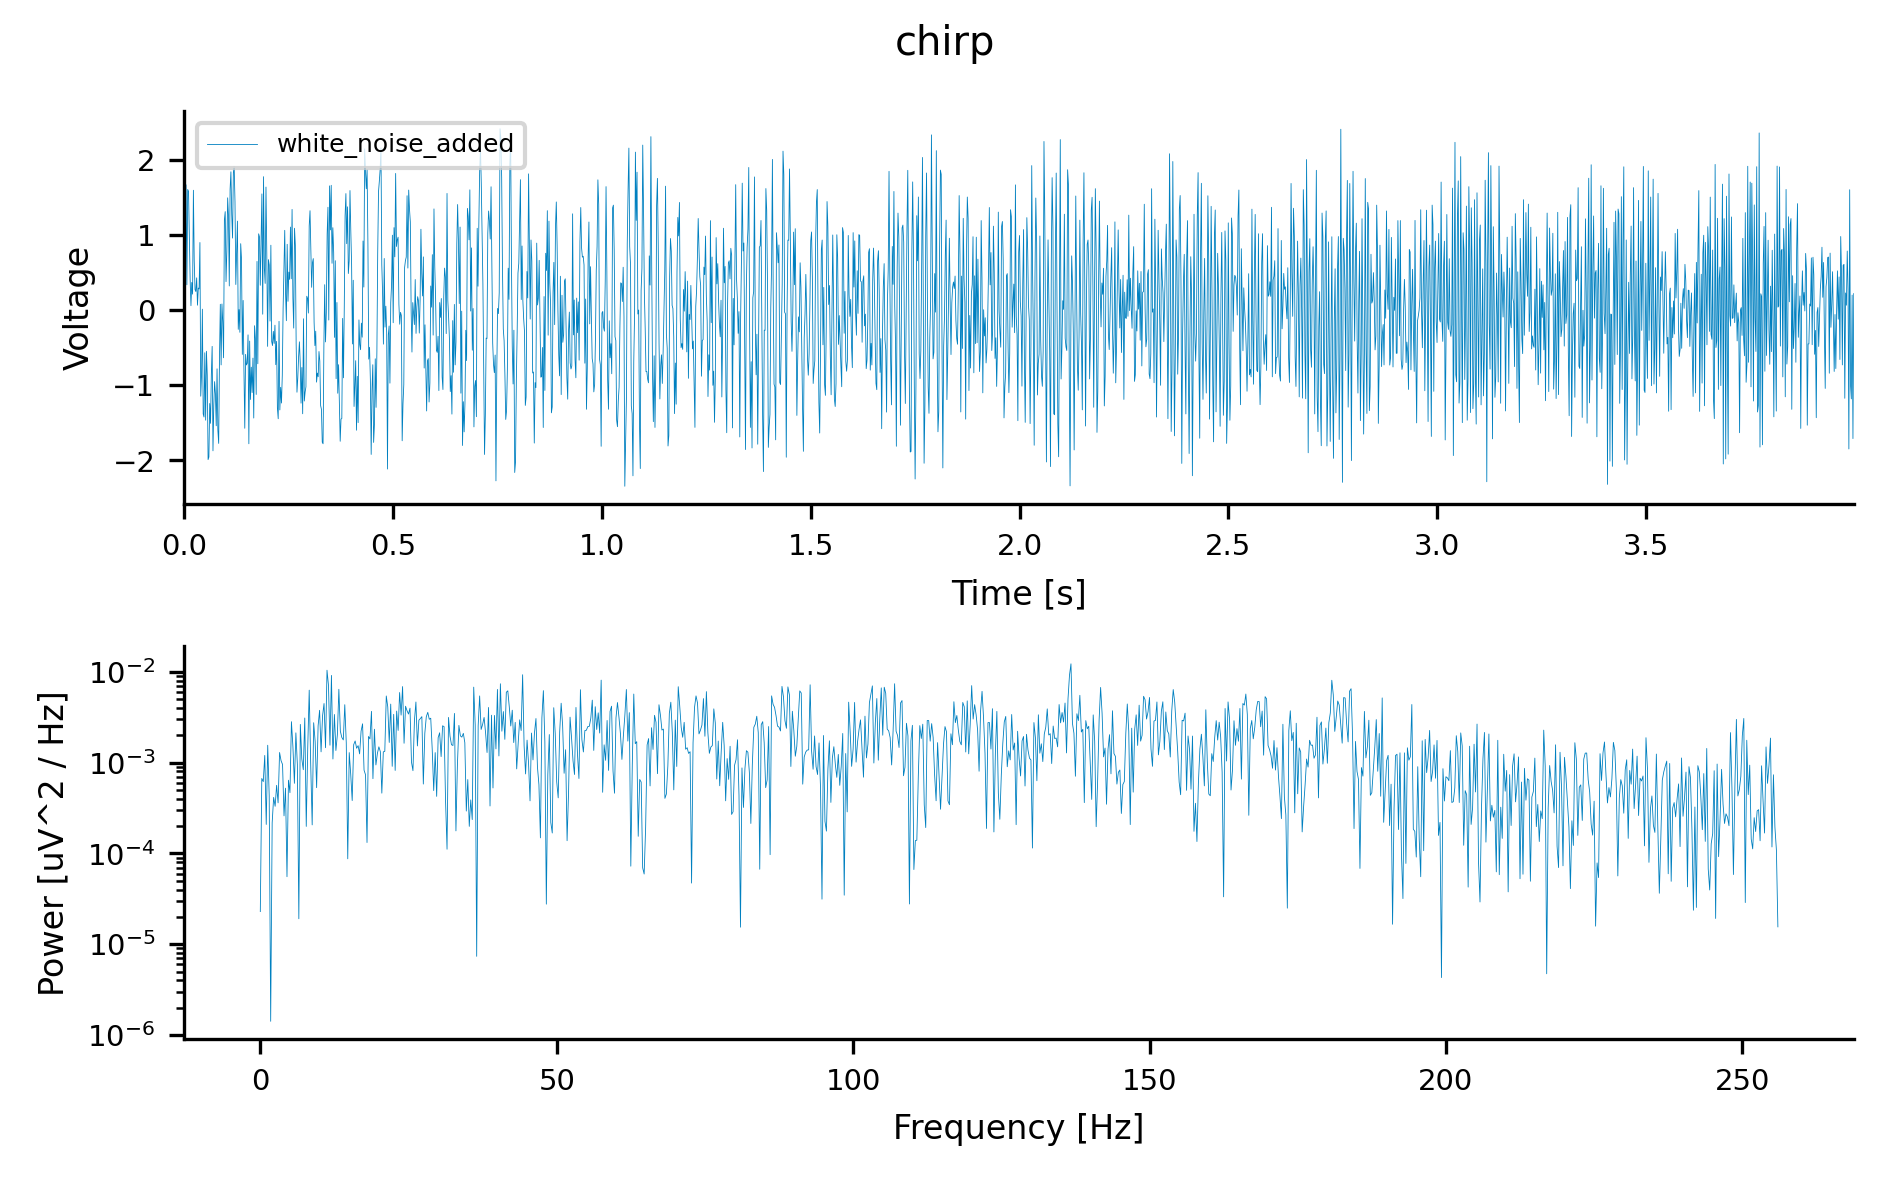 chirp
white_noise_added
Voltage
2
1
0
−1
−2
0.0 0.5 1.0 1.5 2.0 2.5 3.0 3.5
Time [s]
Power [uV^2 / Hz]
10⁻²
10⁻³
10⁻⁴
10⁻⁵
10⁻⁶
0 50 100 150 200 250
Frequency [Hz]